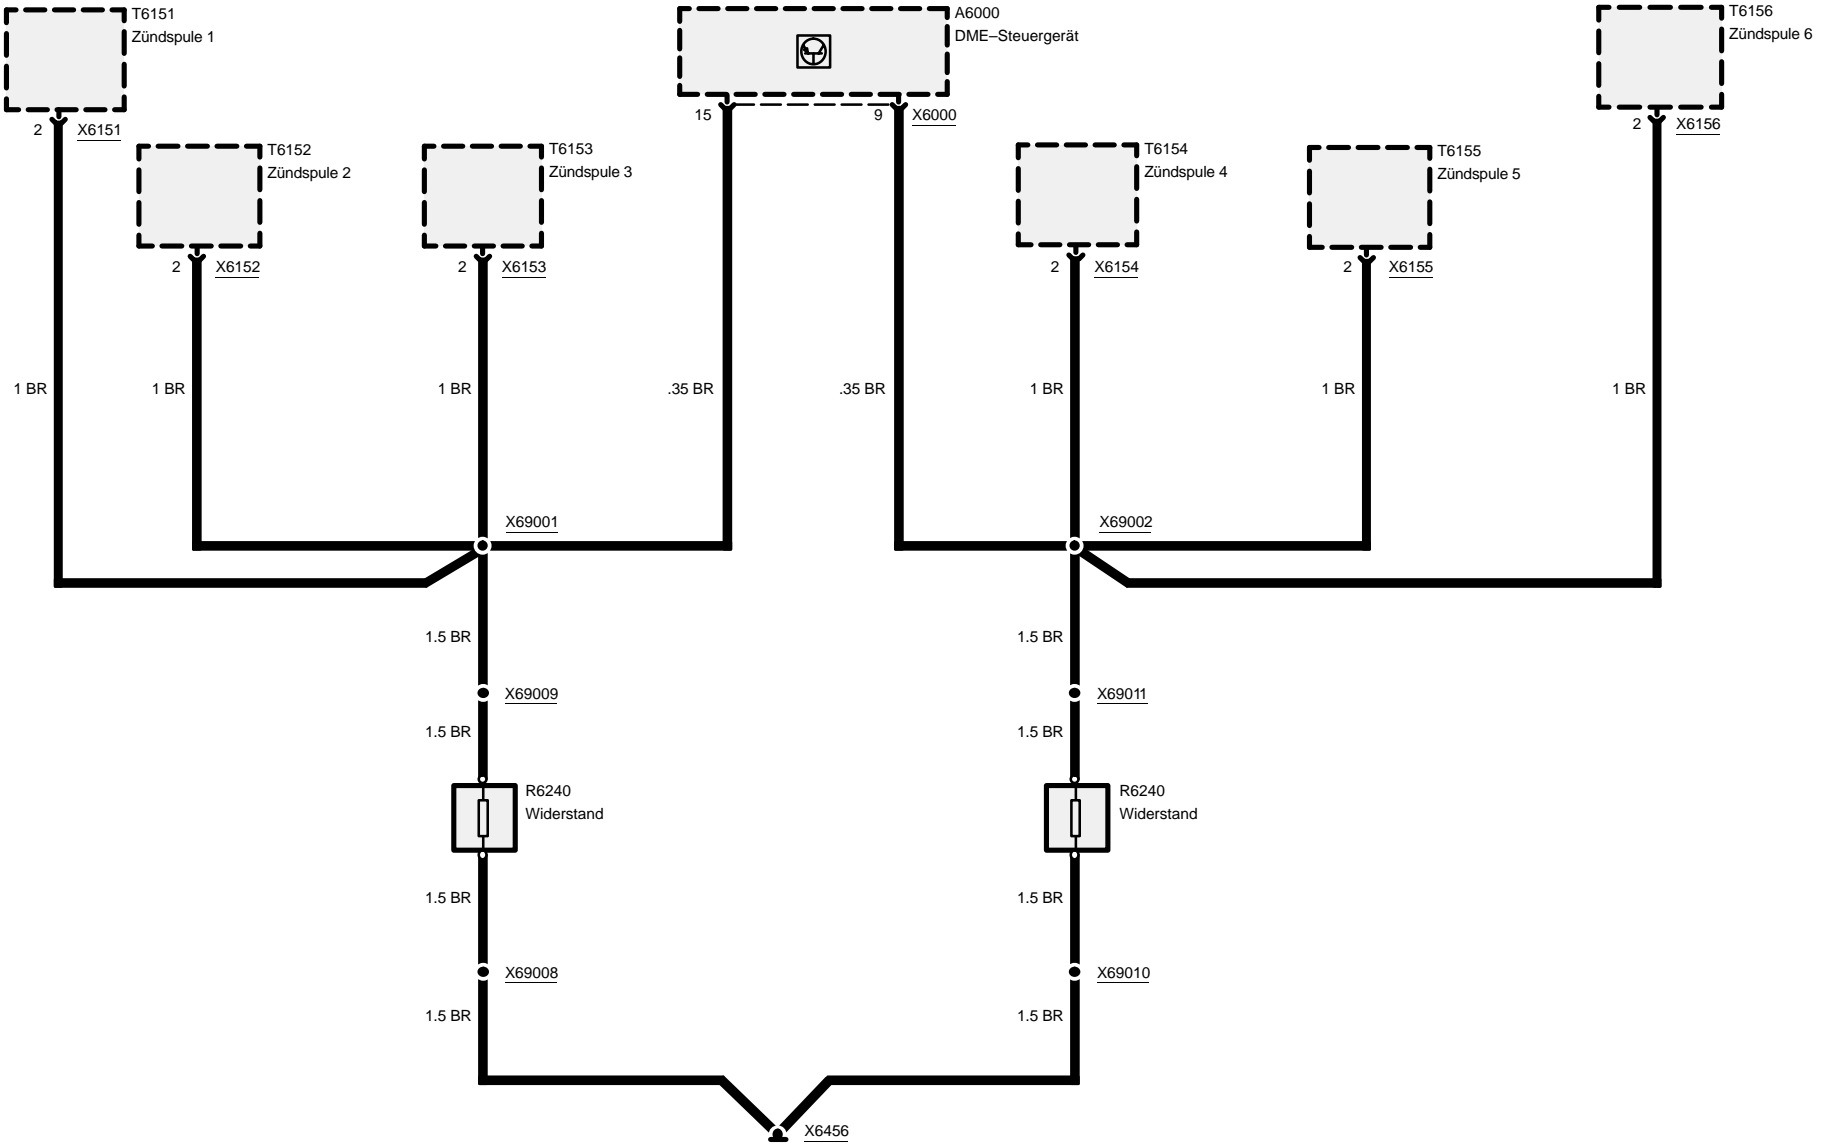 T6151
Zündspule 1
A6000
DME–Steuergerät
T6156
Zündspule 6
2
X6151
15
9
X6000
2
X6156
T6152
Zündspule 2
T6153
Zündspule 3
T6154
Zündspule 4
T6155
Zündspule 5
2
X6152
2
X6153
2
X6154
2
X6155
1 BR
1 BR
1 BR
.35 BR
.35 BR
1 BR
1 BR
1 BR
X69001
X69002
1.5 BR
1.5 BR
X69009
X69011
1.5 BR
1.5 BR
R6240
Widerstand
R6240
Widerstand
1.5 BR
1.5 BR
X69008
X69010
1.5 BR
1.5 BR
X6456